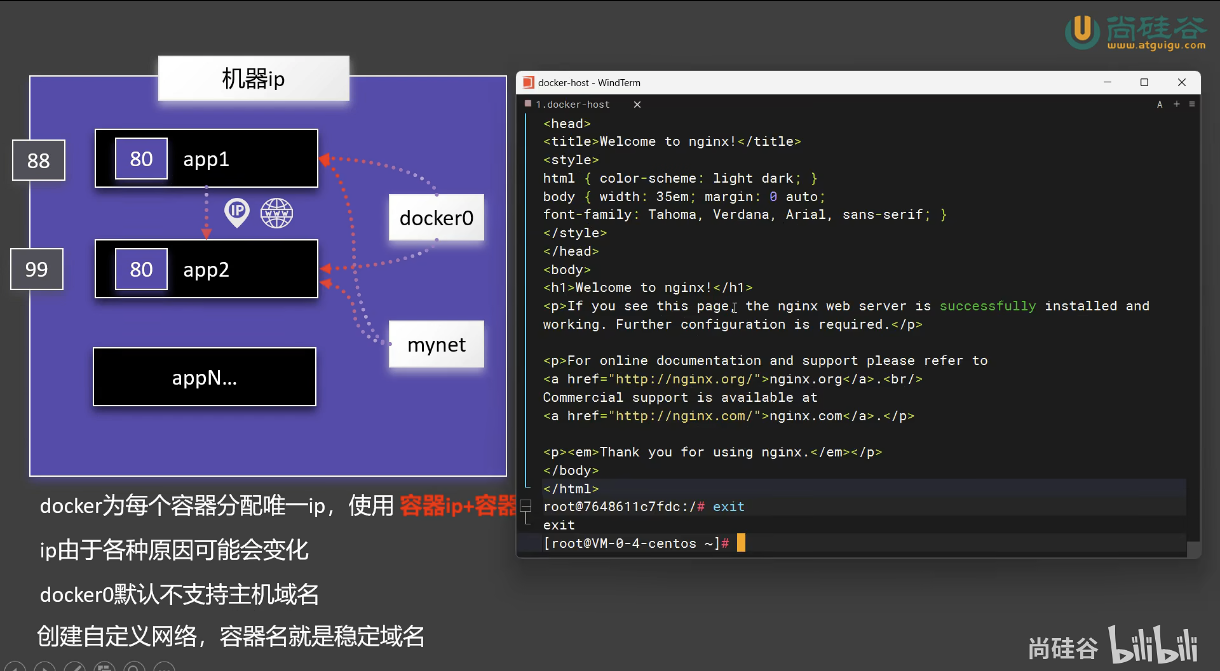 尚硅谷
www.atguigu.com
机器ip
88
80 app1
IP
WWW
docker0
99
80 app2
mynet
appN...
docker为每个容器分配唯一ip，使用 容器ip+容器
ip由于各种原因可能会变化
docker0默认不支持主机域名
创建自定义网络，容器名就是稳定域名
docker-host - WindTerm
1.docker-host
A
<head>
<title>Welcome to nginx!</title>
<style>
html { color-scheme: light dark; }
body { width: 35em; margin: 0 auto;
font-family: Tahoma, Verdana, Arial, sans-serif; }
</style>
</head>
<body>
<h1>Welcome to nginx!</h1>
<p>If you see this page, the nginx web server is successfully installed and
working. Further configuration is required.</p>
<p>For online documentation and support please refer to
<a href="http://nginx.org/">nginx.org</a>.<br/>
Commercial support is available at
<a href="http://nginx.com/">nginx.com</a>.</p>
<p><em>Thank you for using nginx.</em></p>
</body>
</html>
root@7648611c7fdc:/# exit
exit
[root@VM-0-4-centos ~]#
尚硅谷 bilibili